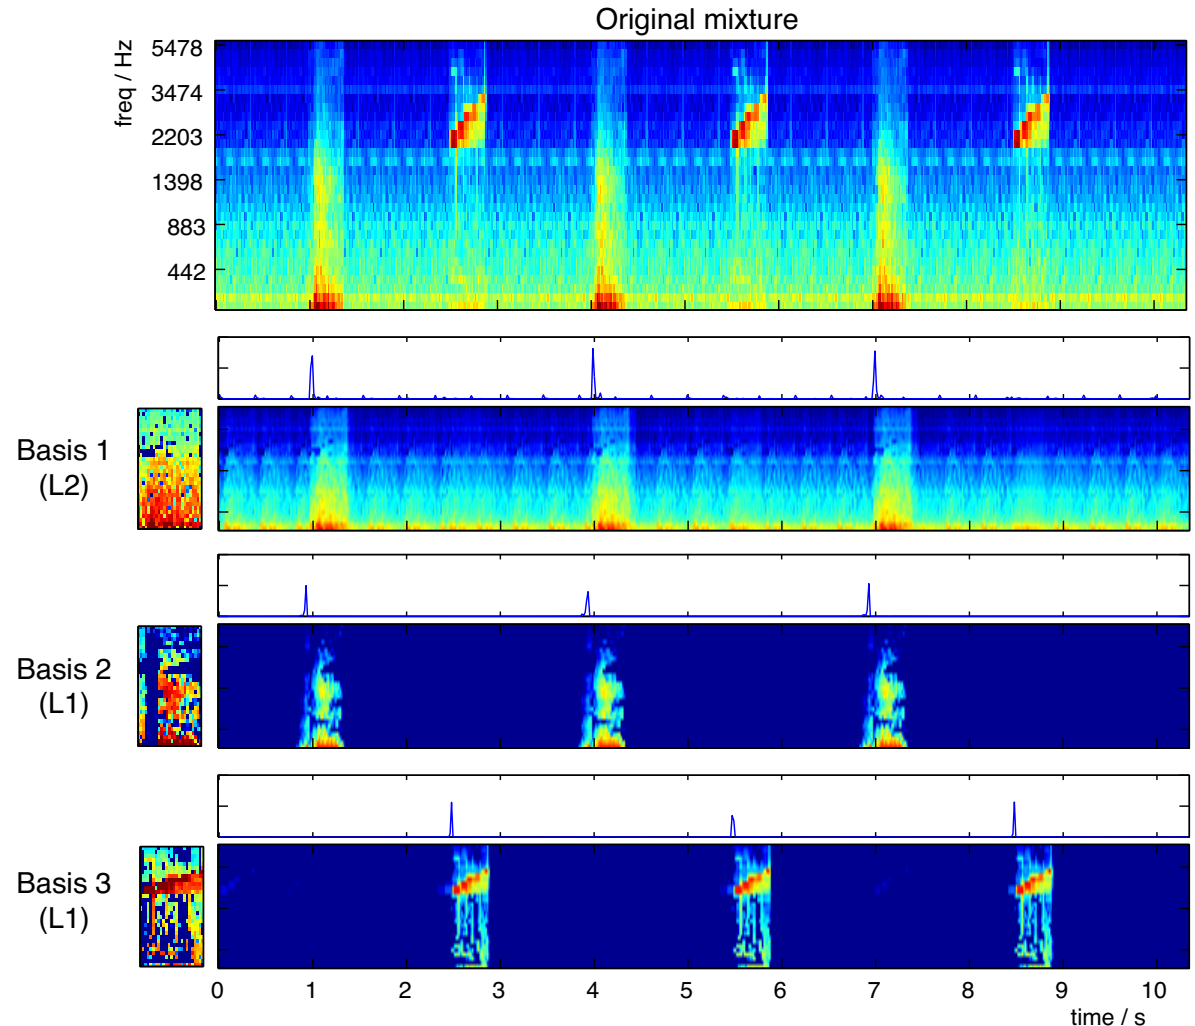 Original mixture
freq / Hz
5478
3474
2203
1398
883
442
Basis 1
(L2)
Basis 2
(L1)
Basis 3
(L1)
0 1 2 3 4 5 6 7 8 9 10
time / s